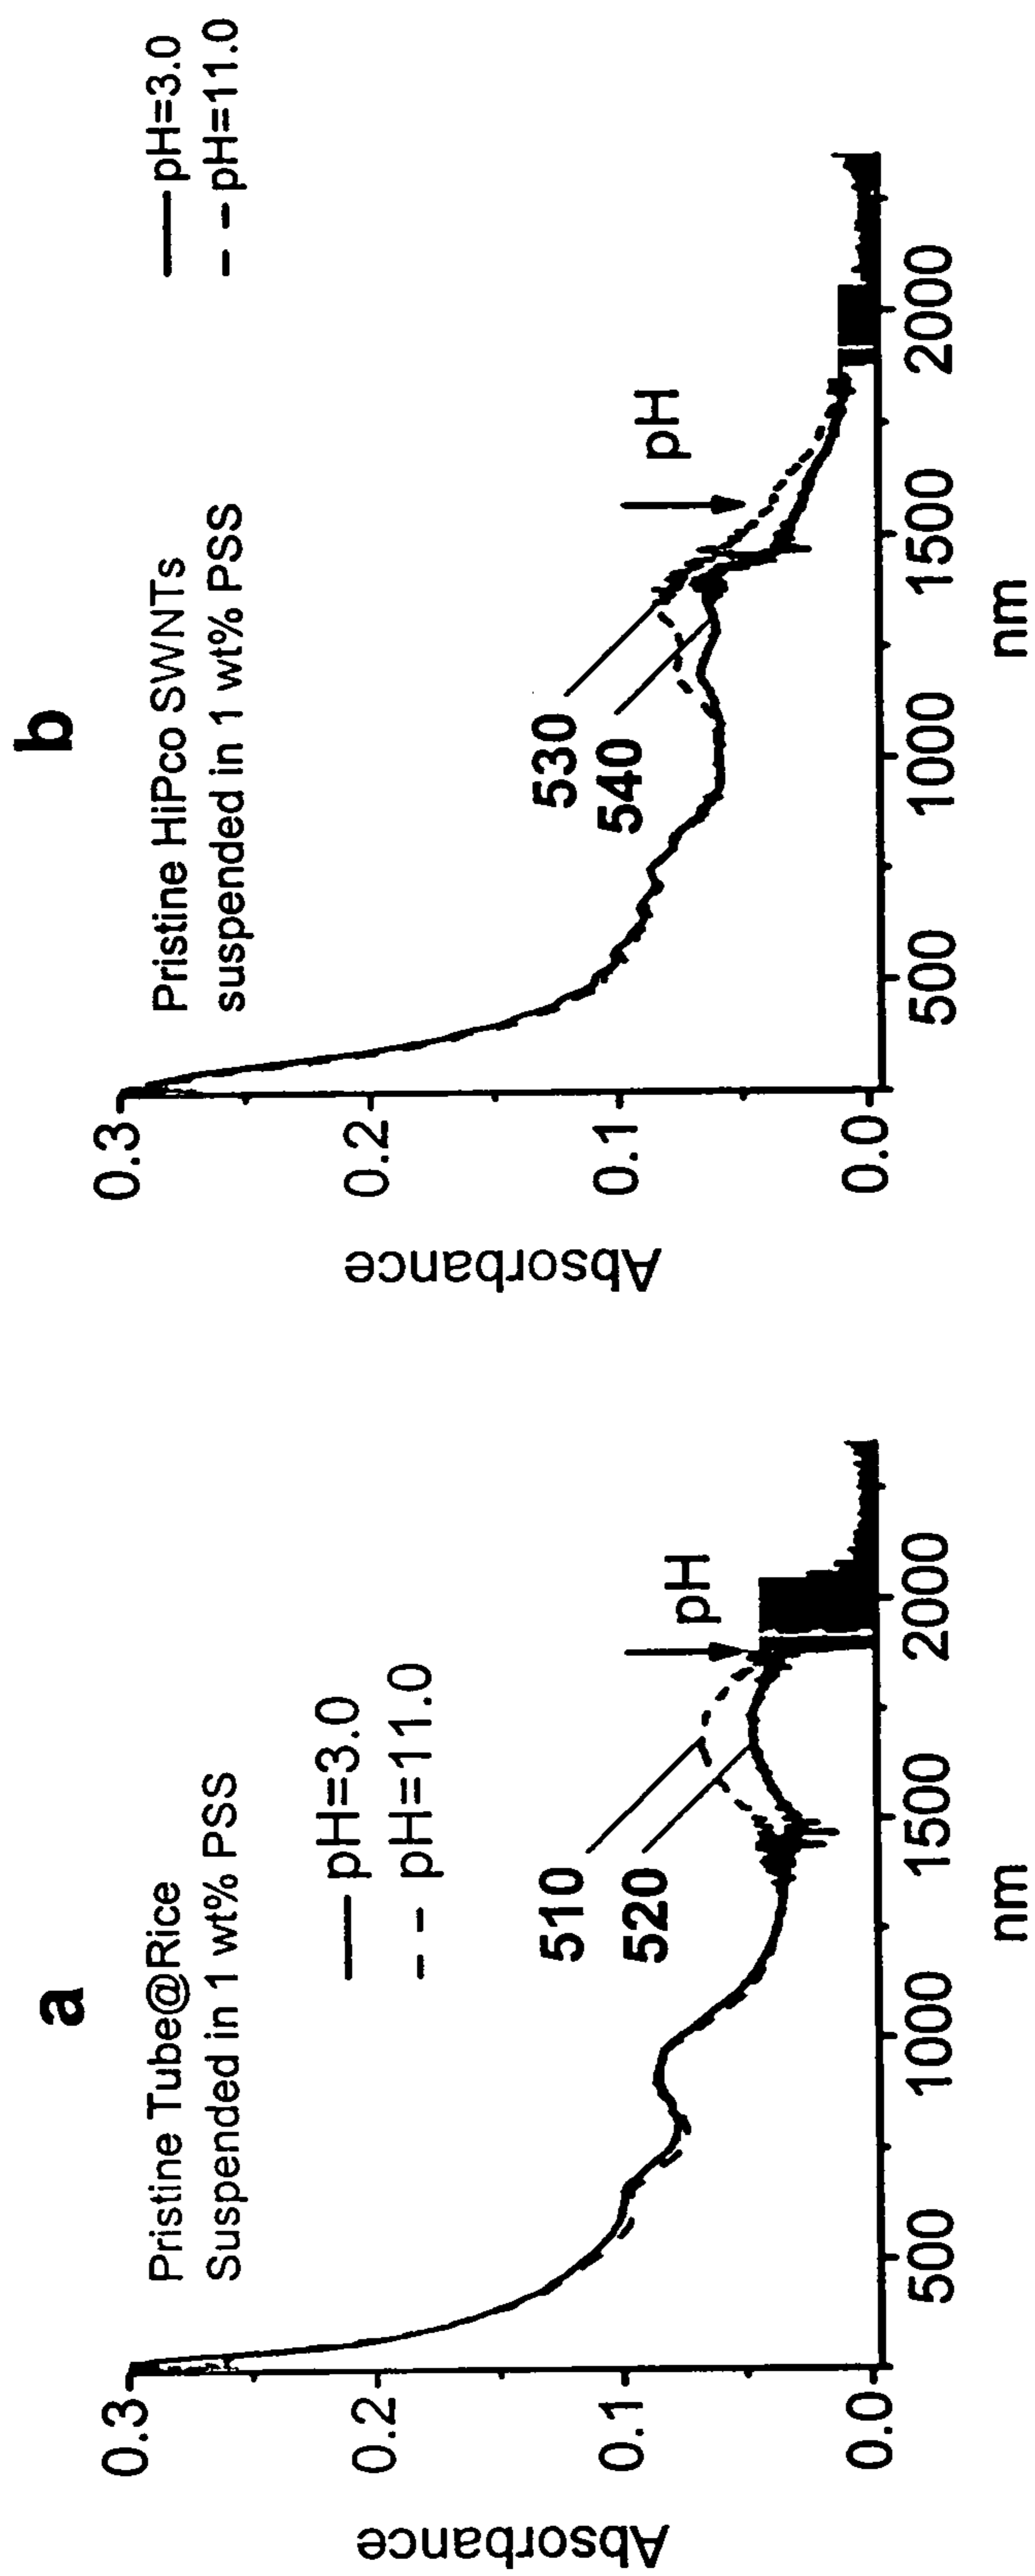 a
Pristine Tube@Rice
Suspended in 1 wt% PSS
pH=3.0
pH=11.0
510
520
pH
0.3
0.2
0.1
0.0
Absorbance
500
1000
1500
2000
nm
b
Pristine HiPco SWNTs
suspended in 1 wt% PSS
pH=3.0
pH=11.0
530
540
pH
0.3
0.2
0.1
0.0
Absorbance
500
1000
1500
2000
nm